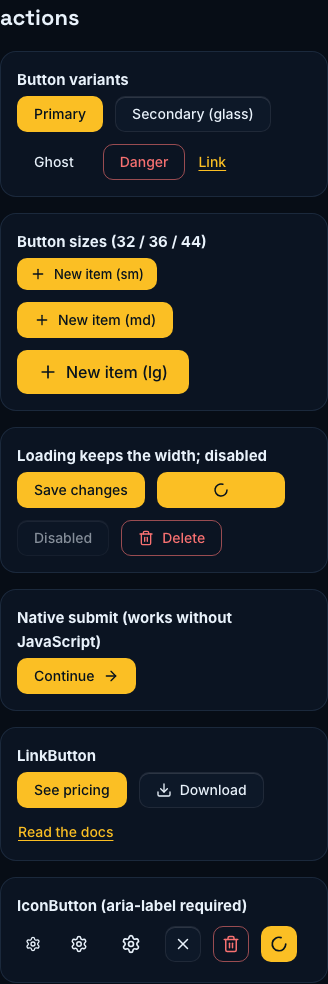 actions
Button variants
Primary
Secondary (glass)
Ghost
Danger
Link
Button sizes (32 / 36 / 44)
New item (sm)
New item (md)
New item (lg)
Loading keeps the width; disabled
Save changes
Disabled
Delete
Native submit (works without
JavaScript)
Continue
LinkButton
See pricing
Download
Read the docs
IconButton (aria-label required)